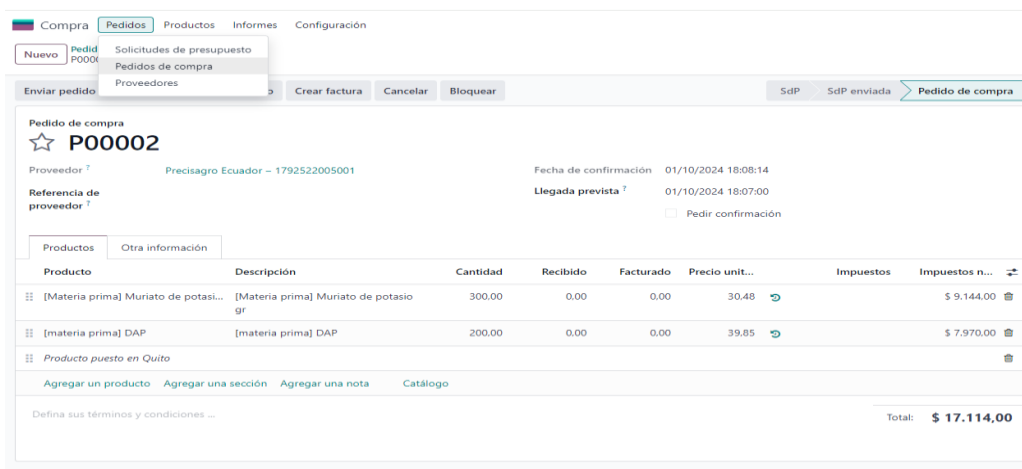 Compra Pedidos Productos Informes Configuración
Nuevo
Solicitudes de presupuesto
Pedidos de compra
Proveedores
Enviar pedido Crear factura Cancelar Bloquear SdP SdP enviada Pedido de compra
Pedido de compra
P00002
Proveedor ? Precisagro Ecuador – 1792522005001 Fecha de confirmación 01/10/2024 18:08:14
Referencia de proveedor ? Llegada prevista ? 01/10/2024 18:07:00
Pedir confirmación
Productos Otra información
Producto Descripción Cantidad Recibido Facturado Precio unit... Impuestos Impuestos n...
[Materia prima] Muriato de potasi... [Materia prima] Muriato de potasio 300,00 0,00 0,00 30,48 $ 9.144,00
gr
[materia prima] DAP [materia prima] DAP 200,00 0,00 0,00 39,85 $ 7.970,00
Producto puesto en Quito
Agregar un producto Agregar una sección Agregar una nota Catálogo
Defina sus términos y condiciones ...
Total: $ 17.114,00